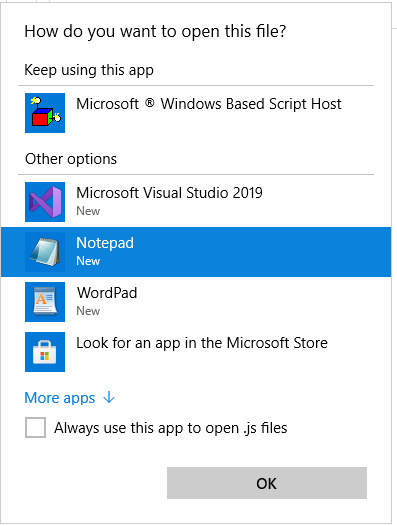 How do you want to open this file?
Keep using this app
Microsoft ® Windows Based Script Host
Other options
Microsoft Visual Studio 2019
New
Notepad
New
WordPad
New
Look for an app in the Microsoft Store
More apps ↓
Always use this app to open .js files
OK